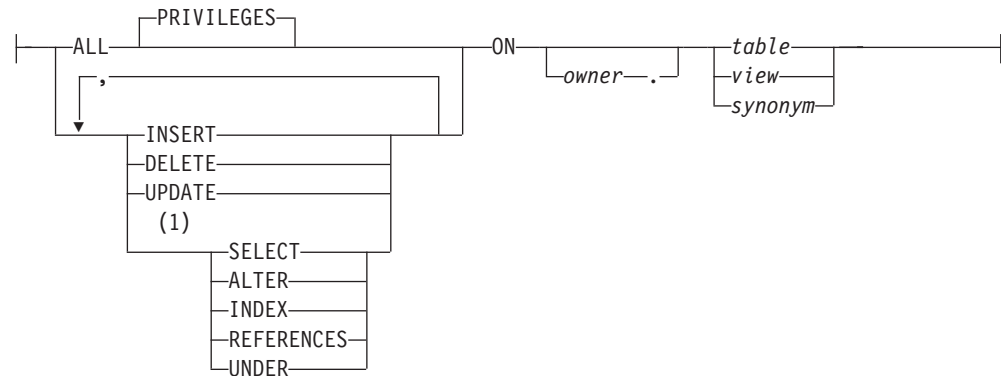 PRIVILEGES
ALL ON table
, owner . view
synonym
INSERT
DELETE
UPDATE
(1)
SELECT
ALTER
INDEX
REFERENCES
UNDER